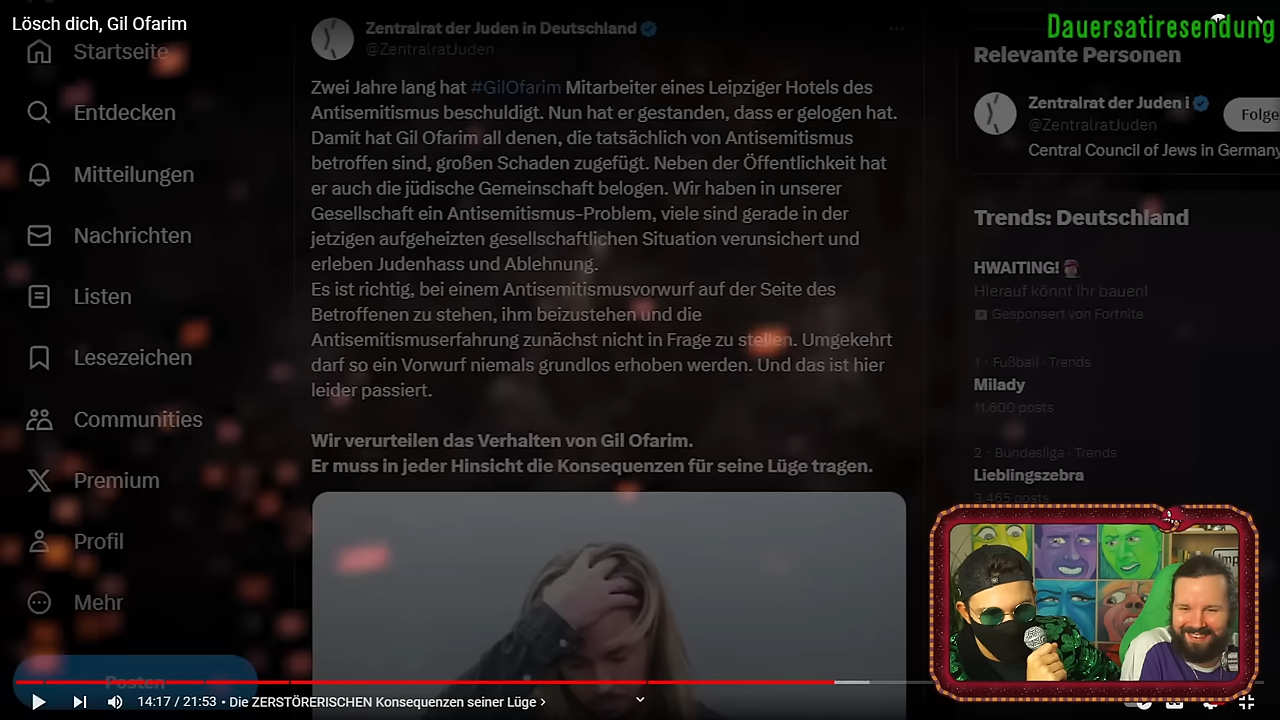 Lösch dich, Gil Ofarim
Dauersatiresendung
Startseite
Entdecken
Mitteilungen
Nachrichten
Listen
Lesezeichen
Communities
Premium
Profil
Mehr
Posten
Zentralrat der Juden in Deutschland
@ZentralratJuden
Zwei Jahre lang hat #GilOfarim Mitarbeiter eines Leipziger Hotels des
Antisemitismus beschuldigt. Nun hat er gestanden, dass er gelogen hat.
Damit hat Gil Ofarim all denen, die tatsächlich von Antisemitismus
betroffen sind, großen Schaden zugefügt. Neben der Öffentlichkeit hat
er auch die jüdische Gemeinschaft belogen. Wir haben in unserer
Gesellschaft ein Antisemitismus-Problem, viele sind gerade in der
jetzigen aufgeheizten gesellschaftlichen Situation verunsichert und
erleben Judenhass und Ablehnung.
Es ist richtig, bei einem Antisemitismusvorwurf auf der Seite des
Betroffenen zu stehen, ihm beizustehen und die
Antisemitismuserfahrung zunächst nicht in Frage zu stellen. Umgekehrt
darf so ein Vorwurf niemals grundlos erhoben werden. Und das ist hier
leider passiert.
Wir verurteilen das Verhalten von Gil Ofarim.
Er muss in jeder Hinsicht die Konsequenzen für seine Lüge tragen.
Relevante Personen
Zentralrat der Juden i
@ZentralratJuden
Folge
Central Council of Jews in Germany
Trends: Deutschland
HWAITING!
Hierauf könnt ihr bauen!
Gesponsert von Fortnite
1 · Fußball · Trends
Milady
11.600 posts
2 · Bundesliga · Trends
Lieblingszebra
3.465 posts
14:17 / 21:53 • Die ZERSTÖRERISCHEN Konsequenzen seiner Lüge ›